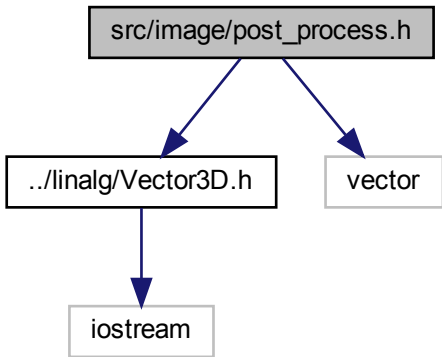 src/image/post_process.h
../linalg/Vector3D.h
vector
iostream